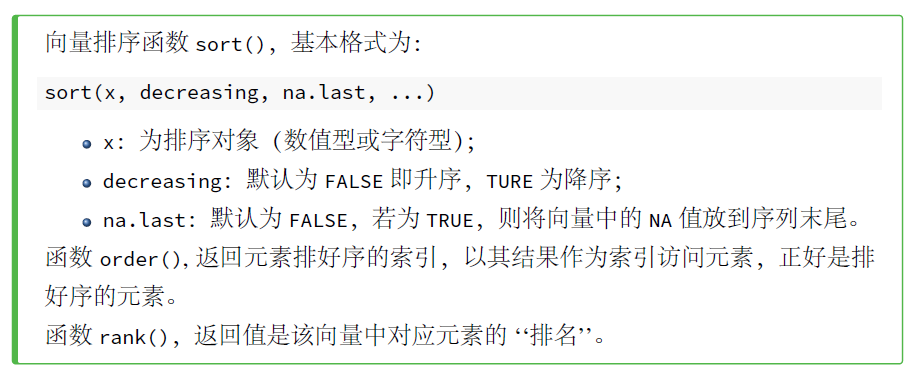 向量排序函数 sort()，基本格式为：
sort(x, decreasing, na.last, ...)
x：为排序对象（数值型或字符型）；
decreasing：默认为 FALSE 即升序，TURE 为降序；
na.last：默认为 FALSE，若为 TRUE，则将向量中的 NA 值放到序列末尾。
函数 order(), 返回元素排好序的索引，以其结果作为索引访问元素，正好是排
好序的元素。
函数 rank()，返回值是该向量中对应元素的 “排名”。